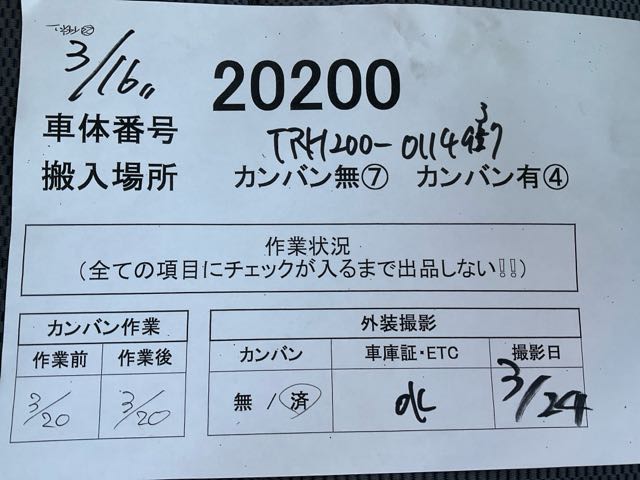 3/16〃
20200
車体番号
搬入場所
カンバン無⑦ カンバン有④
作業状況
(全ての項目にチェックが入るまで出品しない!!)
カンバン作業
作業前 作業後
3/20 3/20
外装撮影
カンバン 車庫証・ETC 撮影日
無 / 済 ok 3/24